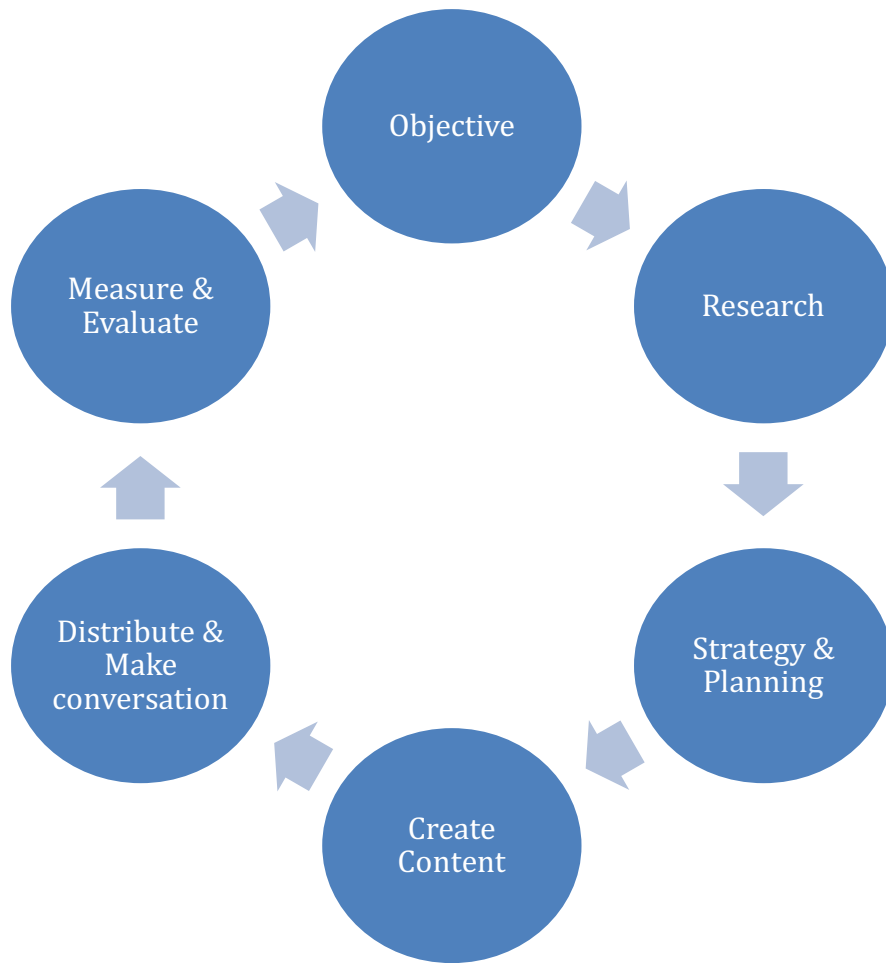 Objective
Research
Strategy &
Planning
Create
Content
Distribute &
Make
conversation
Measure &
Evaluate